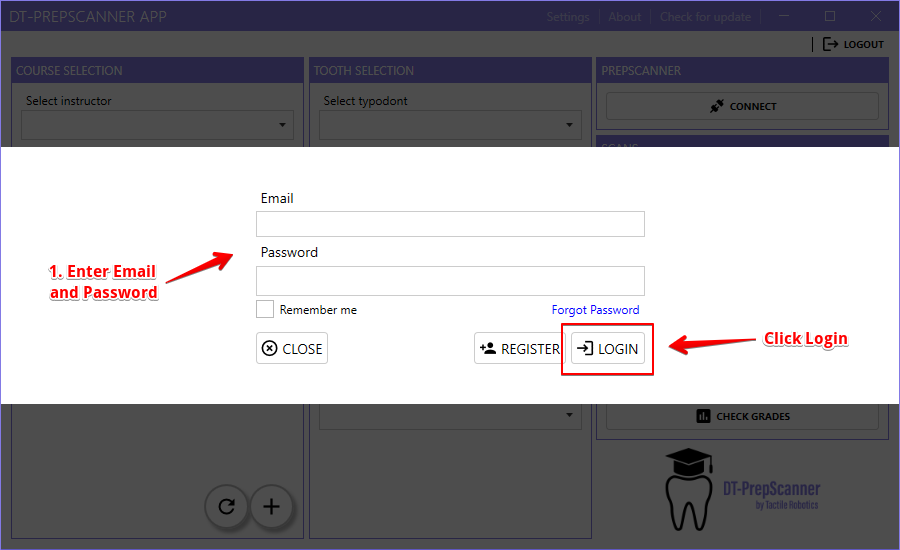 DT-PREPSCANNER APP
Settings
About
Check for update
LOGOUT
COURSE SELECTION
TOOTH SELECTION
PREPSCANNER
Select instructor
Select typodont
CONNECT
SCANS
Email
Password
1. Enter Email
and Password
Remember me
Forgot Password
CLOSE
REGISTER
LOGIN
Click Login
CHECK GRADES
DT-PrepScanner
by Tactile Robotics